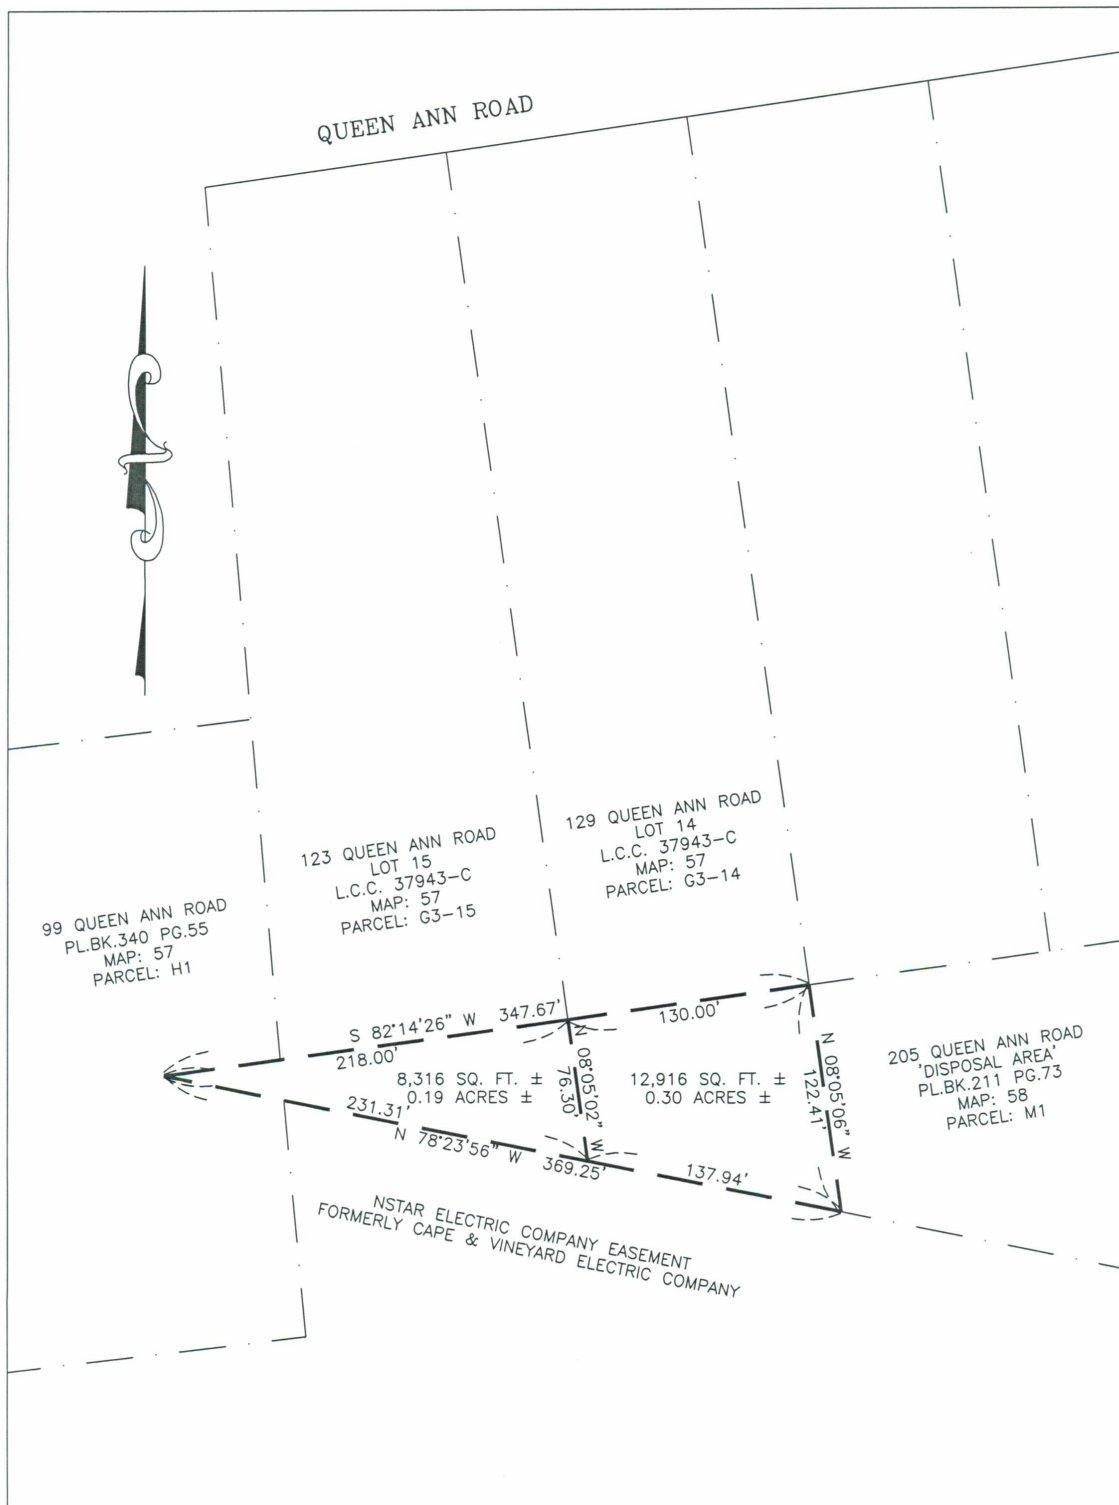 QUEEN ANN ROAD
129 QUEEN ANN ROAD
LOT 14
L.C.C. 37943-C
MAP: 57
PARCEL: G3-14
123 QUEEN ANN ROAD
LOT 15
L.C.C. 37943-C
MAP: 57
PARCEL: G3-15
99 QUEEN ANN ROAD
PL.BK.340 PG.55
MAP: 57
PARCEL: H1
S 82°14'26" W 347.67'
218.00'
130.00'
8,316 SQ. FT. ±
0.19 ACRES ±
N 08°05'02" W
76.30'
12,916 SQ. FT. ±
0.30 ACRES ±
N 08°05'06" W
122.41'
205 QUEEN ANN ROAD
'DISPOSAL AREA'
PL.BK.211 PG.73
MAP: 58
PARCEL: M1
231.31'
N 78°23'56" W 369.25'
137.94'
NSTAR ELECTRIC COMPANY EASEMENT
FORMERLY CAPE & VINEYARD ELECTRIC COMPANY